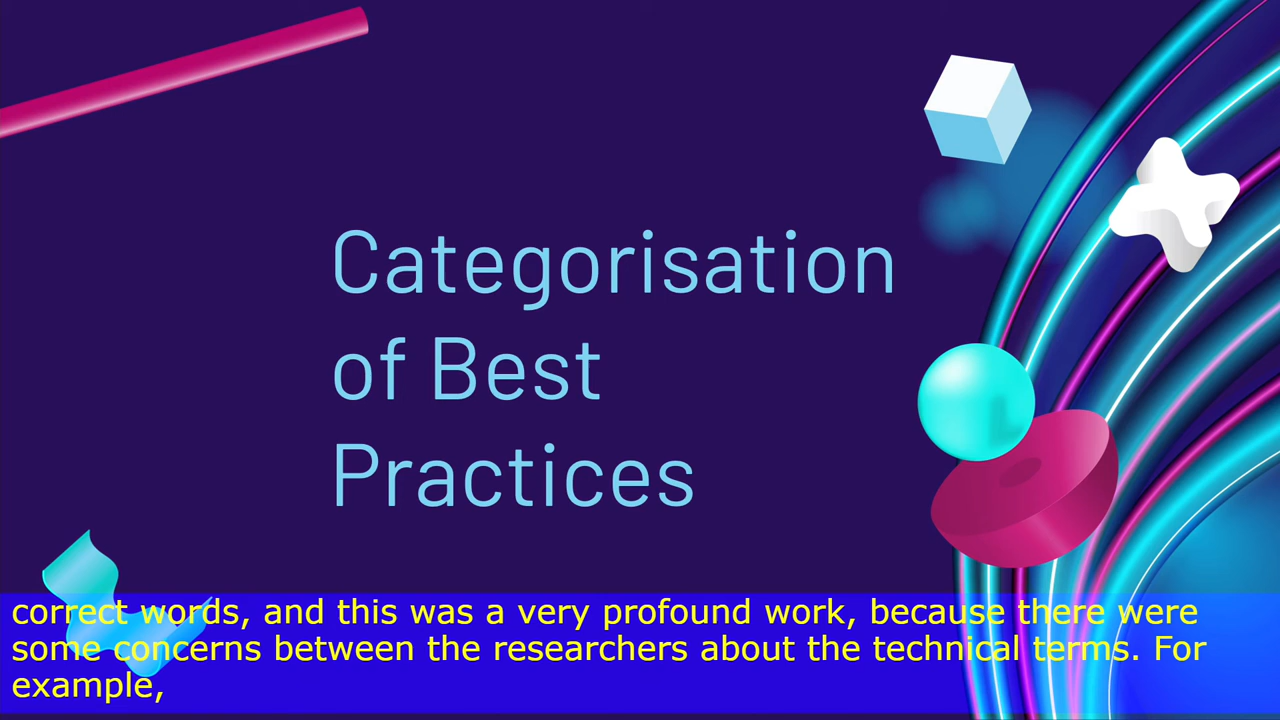 Categorisation
of Best
Practices
correct words, and this was a very profound work, because there were
some concerns between the researchers about the technical terms. For
example,